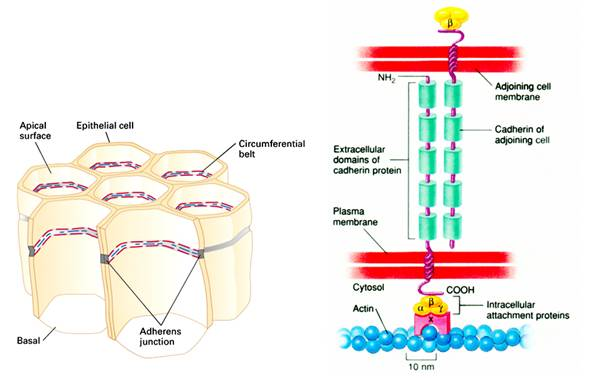 Apical
surface
Epithelial cell
Circumferential
belt
Adherens
junction
Basal
β
NH₂
Adjoining cell
membrane
Cadherin of
adjoining cell
Extracellular
domains of
cadherin protein
Plasma
membrane
Cytosol
COOH
α β γ
x
Intracellular
attachment proteins
Actin
10 nm